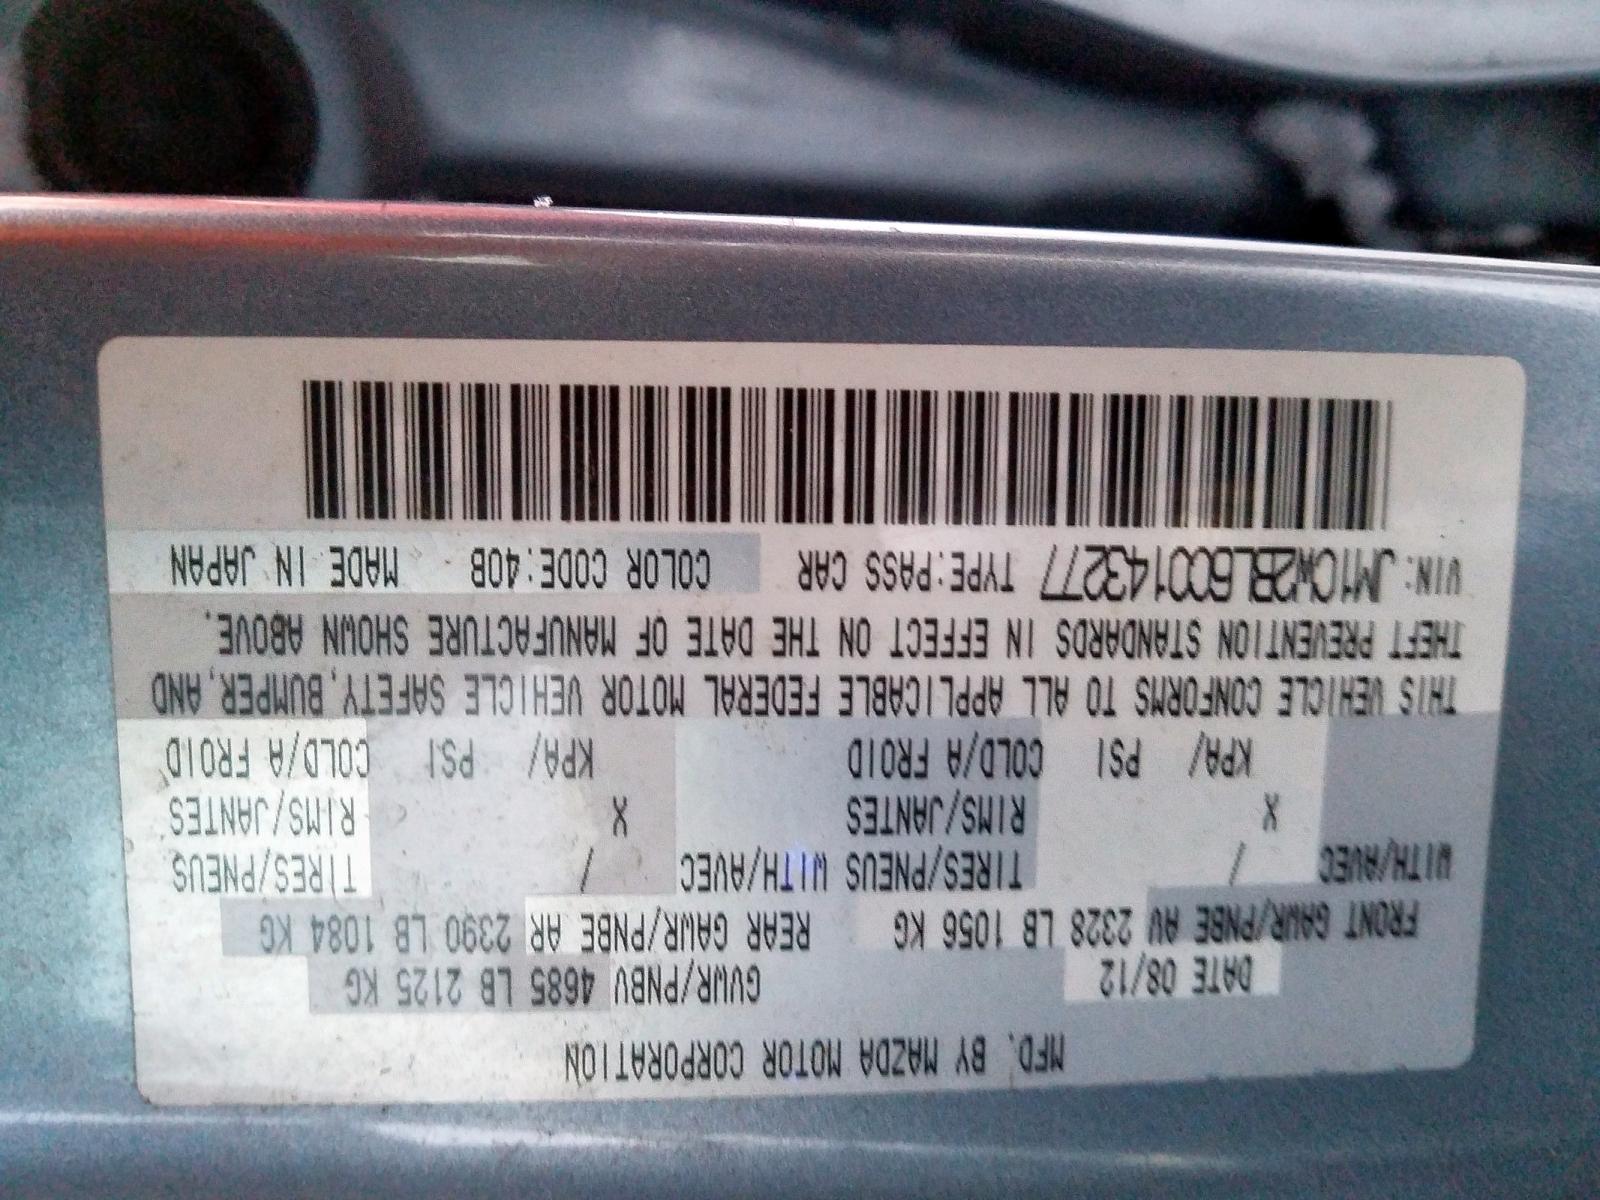 MFD. BY MAZDA MOTOR CORPORATION
DATE 08/12 GVWR/PNBV 4685 LB 2125 KG
FRONT GAWR/PNBE AV 2328 LB 1056 KG REAR GAWR/PNBE AR 2390 LB 1084 KG
WITH/AVEC / TIRES/PNEUS WITH/AVEC / TIRES/PNEUS
X RIMS/JANTES X RIMS/JANTES
KPA/ PSI COLD/A FROID KPA/ PSI COLD/A FROID
THIS VEHICLE CONFORMS TO ALL APPLICABLE FEDERAL MOTOR VEHICLE SAFETY, BUMPER, AND
THEFT PREVENTION STANDARDS IN EFFECT ON THE DATE OF MANUFACTURE SHOWN ABOVE.
VIN: JM1CW2BL6C0143277 TYPE:PASS CAR COLOR CODE:40B MADE IN JAPAN